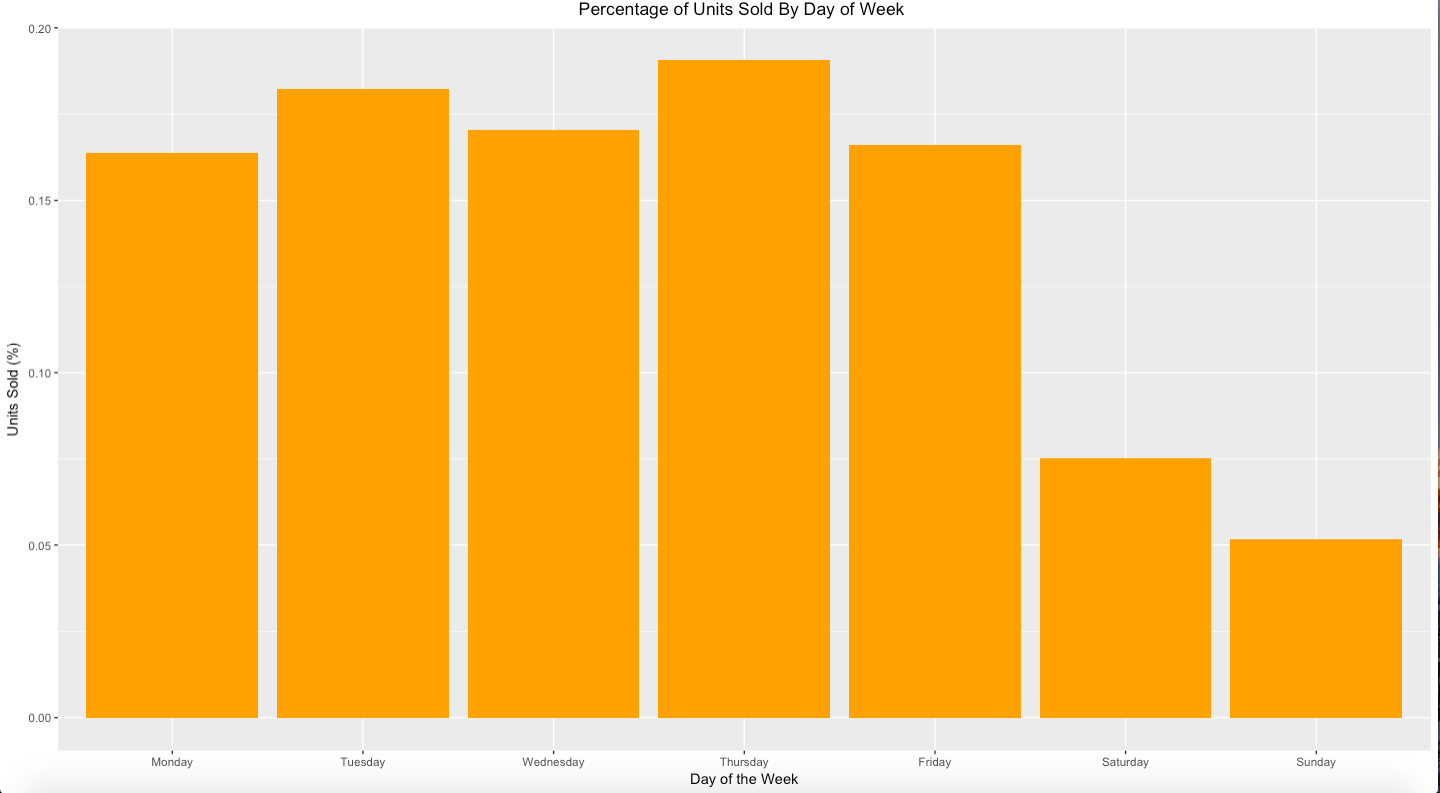 Percentage of Units Sold By Day of Week
Units Sold (%)
0.20
0.15
0.10
0.05
0.00
Monday Tuesday Wednesday Thursday Friday Saturday Sunday
Day of the Week